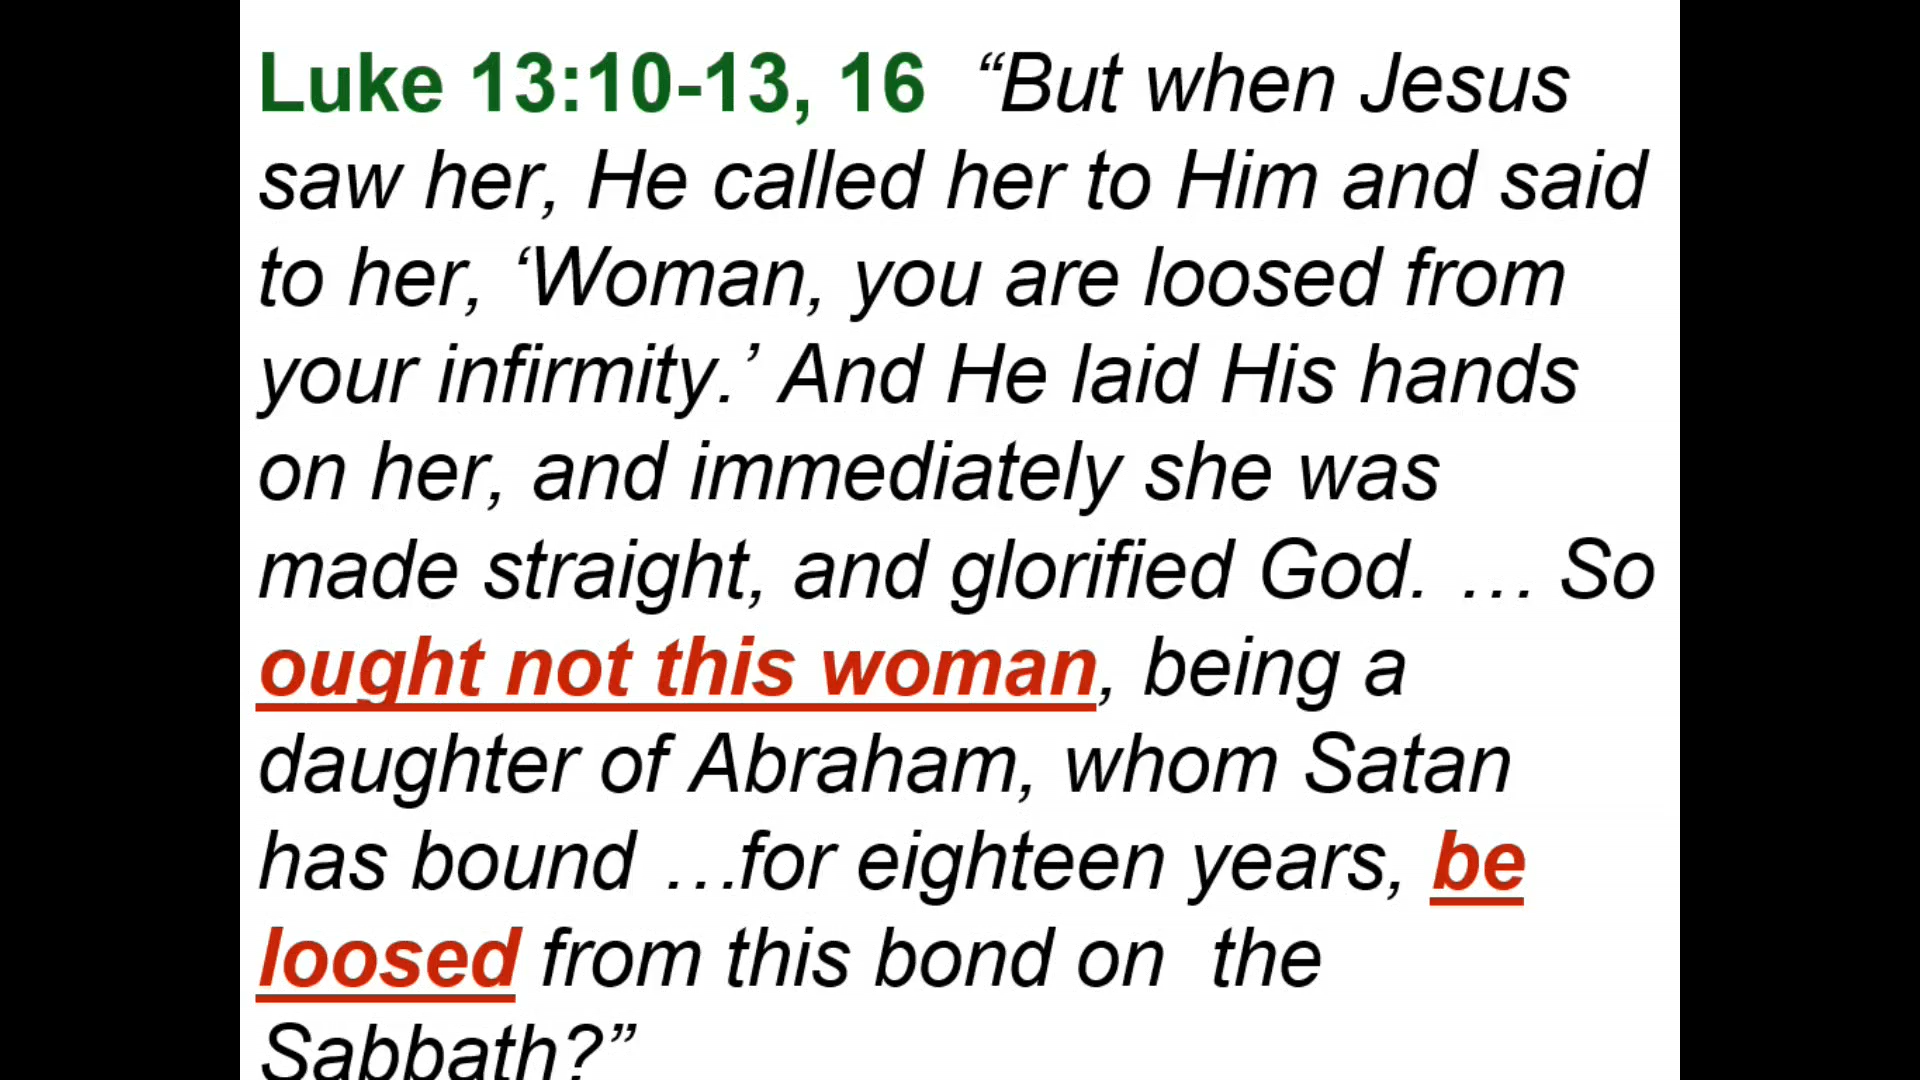 Luke 13:10-13, 16  “But when Jesus
saw her, He called her to Him and said
to her, ‘Woman, you are loosed from
your infirmity.’ And He laid His hands
on her, and immediately she was
made straight, and glorified God. … So
ought not this woman, being a
daughter of Abraham, whom Satan
has bound …for eighteen years, be
loosed from this bond on  the
Sabbath?”